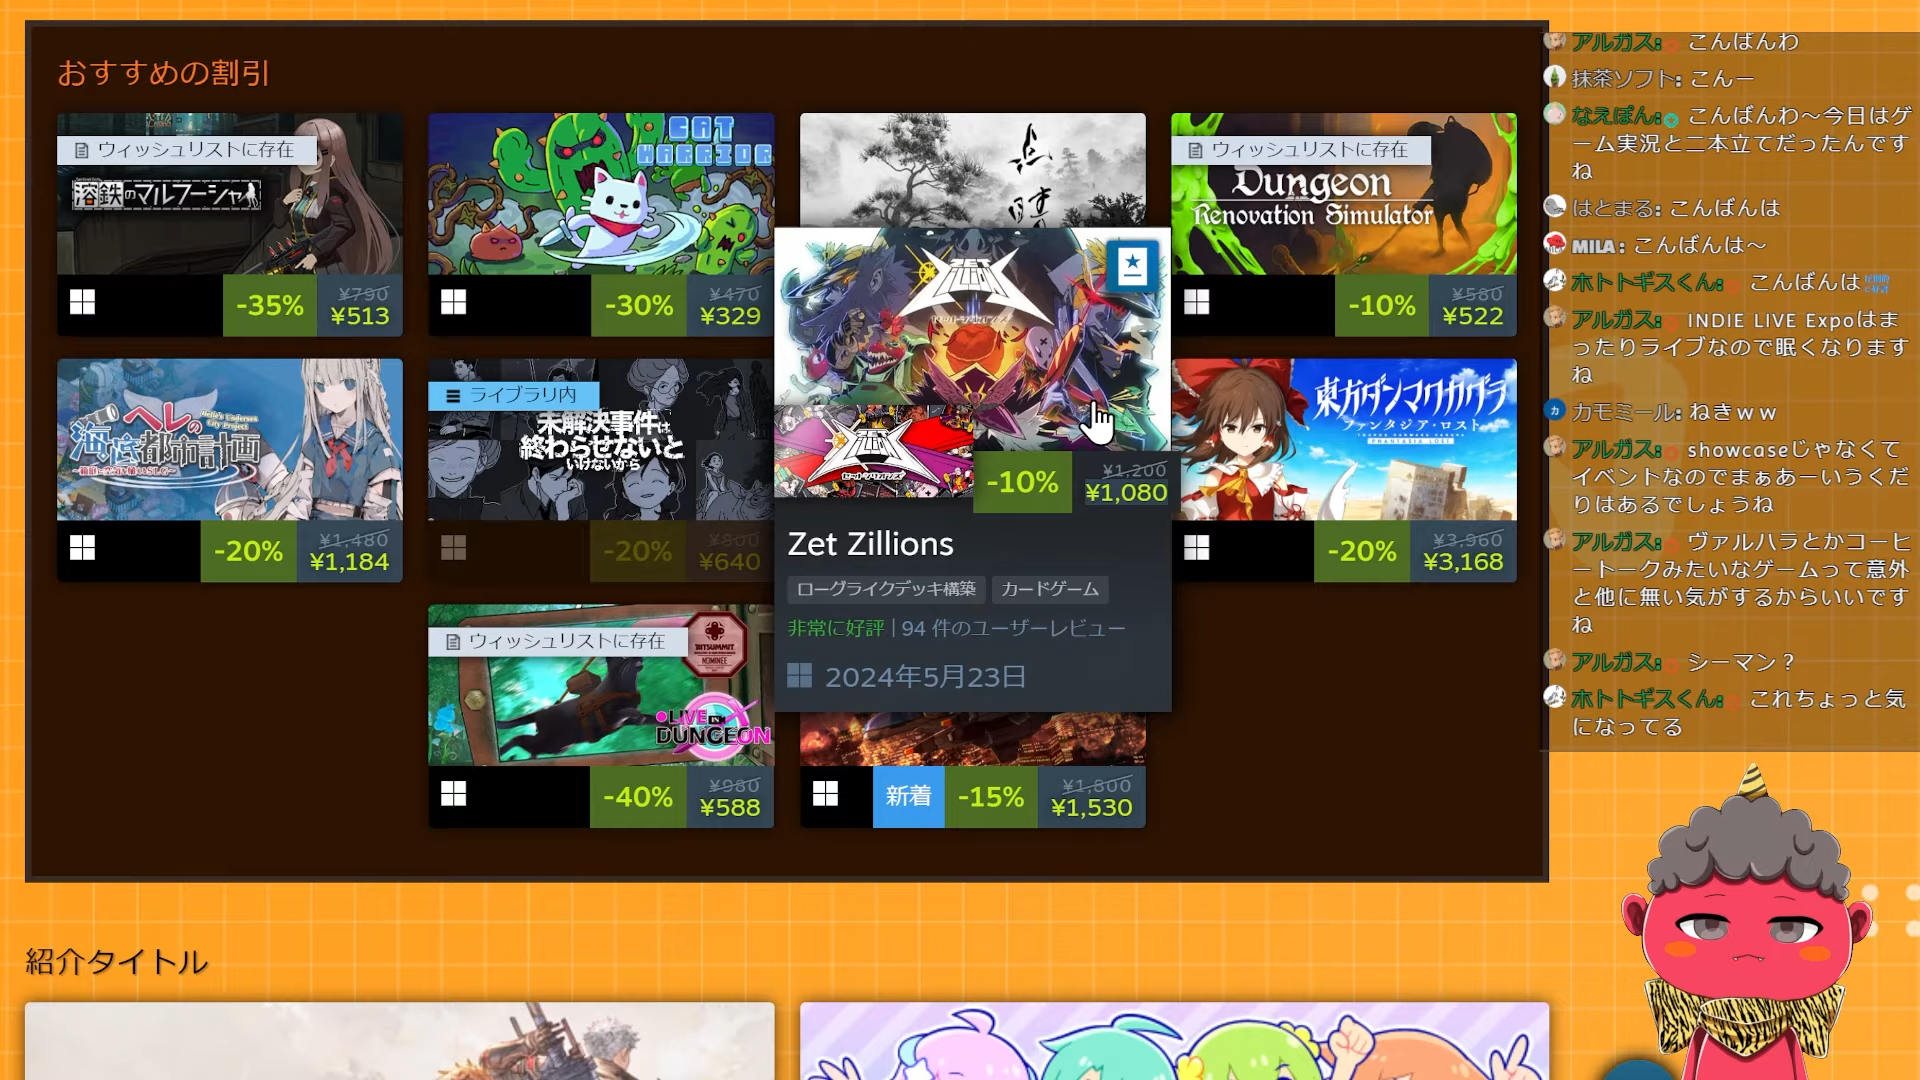 おすすめの割引
ウィッシュリストに存在
溶鉄のマルフーシャ
-35%
¥790
¥513
CAT WARRIOR
-30%
¥470
¥329
ウィッシュリストに存在
Dungeon
Renovation Simulator
-10%
¥580
¥522
ヘレの
海底都市計画
-20%
¥1,480
¥1,184
ライブラリ内
未解決事件は
終わらせないと
いけないから
-20%
¥800
¥640
ZET
ZILLIONS
-10%
¥1,200
¥1,080
Zet Zillions
ローグライクデッキ構築
カードゲーム
非常に好評 | 94 件のユーザーレビュー
2024年5月23日
東方ダンマクカグラ
ファンタジア・ロスト
-20%
¥3,960
¥3,168
ウィッシュリストに存在
BITSUMMIT
NOMINEE
LIVE IN
DUNGEON
-40%
¥980
¥588
新着
-15%
¥1,800
¥1,530
紹介タイトル
アルガス: こんばんわ
抹茶ソフト: こんー
なえぽん: こんばんわ～今日はゲ
ーム実況と二本立てだったんです
ね
はとまる: こんばんは
MILA: こんばんは～
ホトトギスくん: こんばんは
アルガス: INDIE LIVE Expoはま
ったりライブなので眠くなります
ね
カ
カモミール: ねきｗｗ
アルガス: showcaseじゃなくて
イベントなのでまぁあーいうくだ
りはあるでしょうね
アルガス: ヴァルハラとかコーヒ
ートークみたいなゲームって意外
と他に無い気がするからいいです
ね
アルガス: シーマン？
ホトトギスくん: これちょっと気
になってる